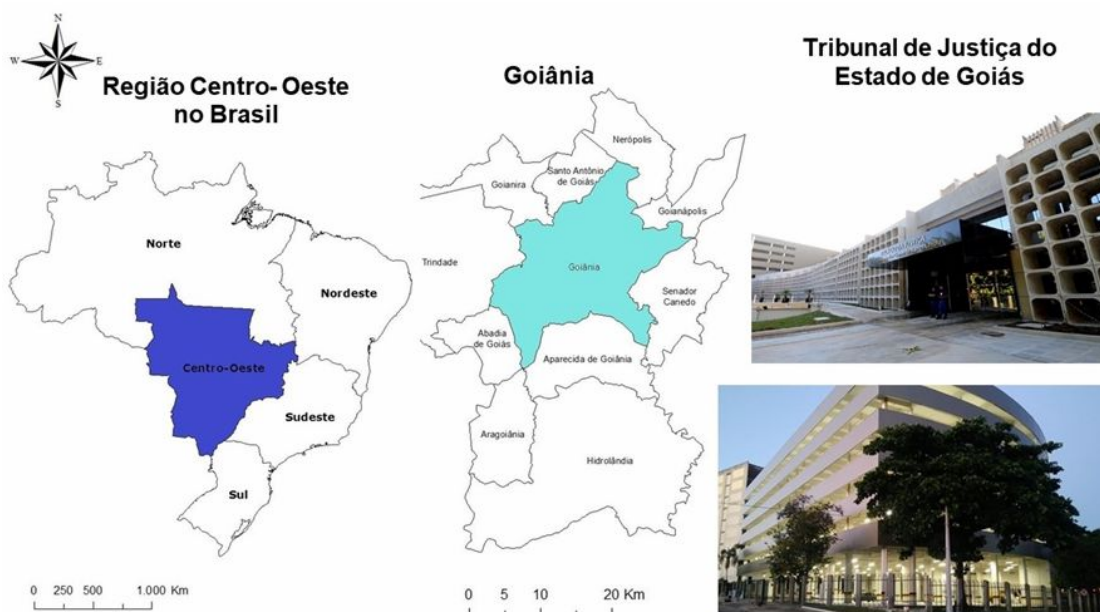 N
W E
S
Região Centro- Oeste
no Brasil
Norte
Nordeste
Centro-Oeste
Sudeste
Sul
0 250 500 1.000 Km
Goiânia
Nerópolis
Santo Antônio
de Goiás
Goianira
Goianápolis
Trindade
Goiânia
Senador
Canedo
Abadia
de Goiás
Aparecida de Goiânia
Aragoiânia
Hidrolândia
0 5 10 20 Km
Tribunal de Justiça do
Estado de Goiás